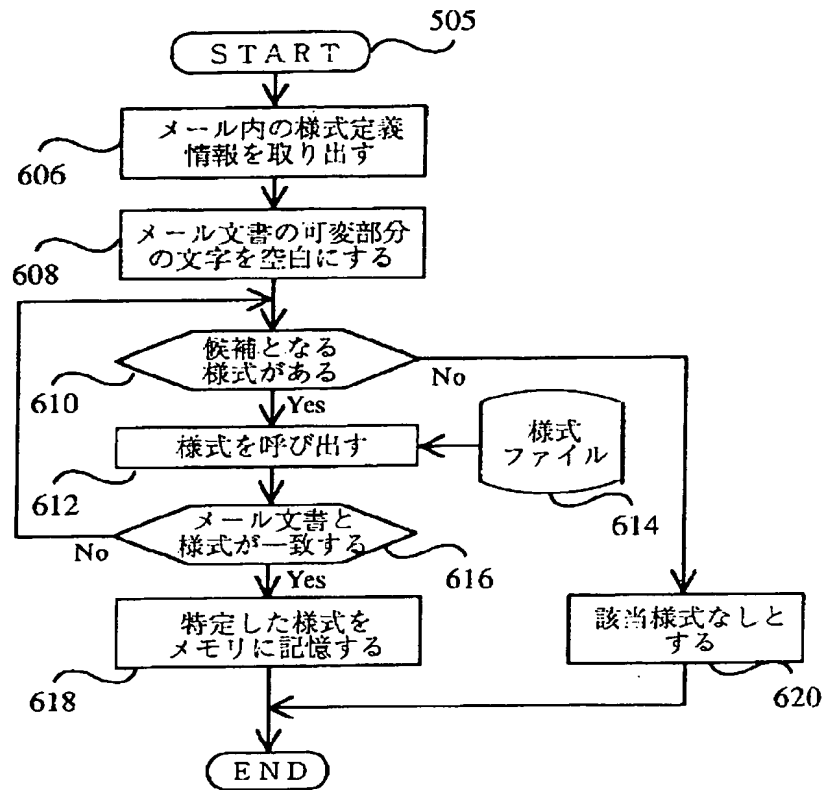 505
START
メール内の様式定義
情報を取り出す
606
メール文書の可変部分
の文字を空白にする
608
候補となる
様式がある
610
No
Yes
様式を呼び出す
612
様式
ファイル
614
メール文書と
様式が一致する
No
616
Yes
特定した様式を
メモリに記憶する
618
該当様式なしと
する
620
END